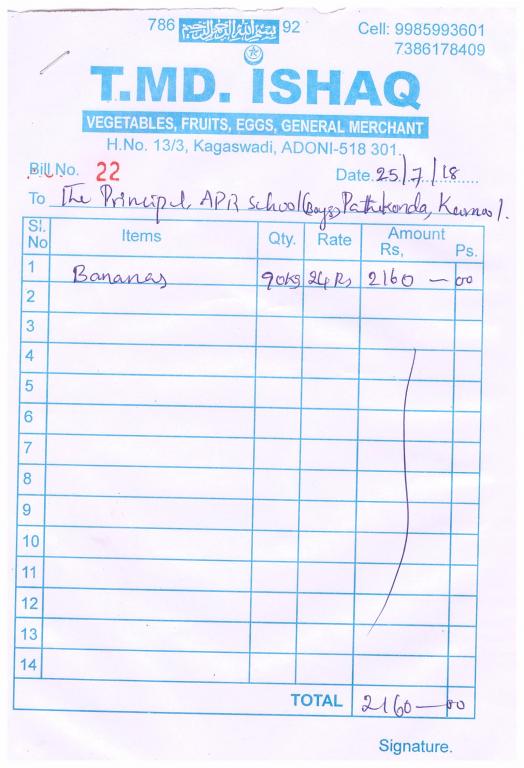 786 بسم الله الرحمن الرحيم 92
Cell: 9985993601
7386178409
T.MD. ISHAQ
VEGETABLES, FRUITS, EGGS, GENERAL MERCHANT
H.No. 13/3, Kagaswadi, ADONI-518 301.
Bill No. 22 Date. 25/7/18
To The Principal, APR School (Boys) Pathikonda, Kurnool.
Sl. No Items Qty. Rate Amount Rs, Ps.
1 Bananas 90kg 24 Rs 2160 — 00
2
3
4
5
6
7
8
9
10
11
12
13
14
TOTAL 2160 — 00
Signature.